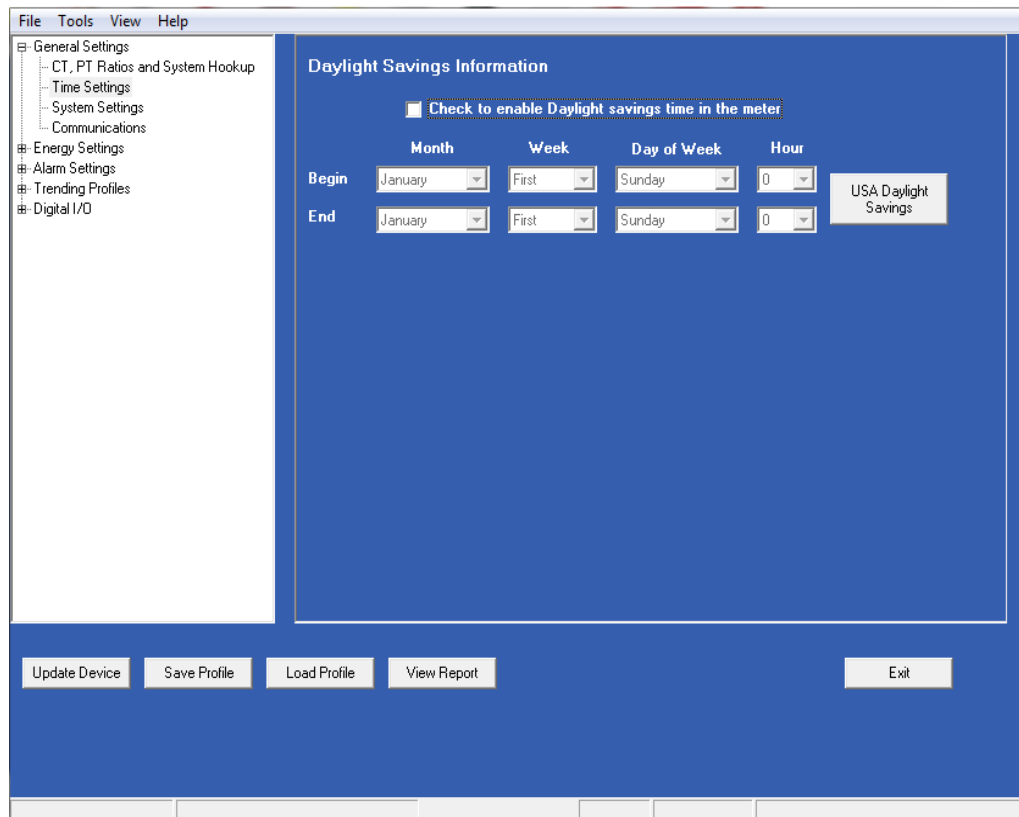 File Tools View Help
General Settings
CT, PT Ratios and System Hookup
Time Settings
System Settings
Communications
Energy Settings
Alarm Settings
Trending Profiles
Digital I/O
Daylight Savings Information
Check to enable Daylight savings time in the meter
Month Week Day of Week Hour
Begin January First Sunday 0
End January First Sunday 0
USA Daylight
Savings
Update Device Save Profile Load Profile View Report Exit